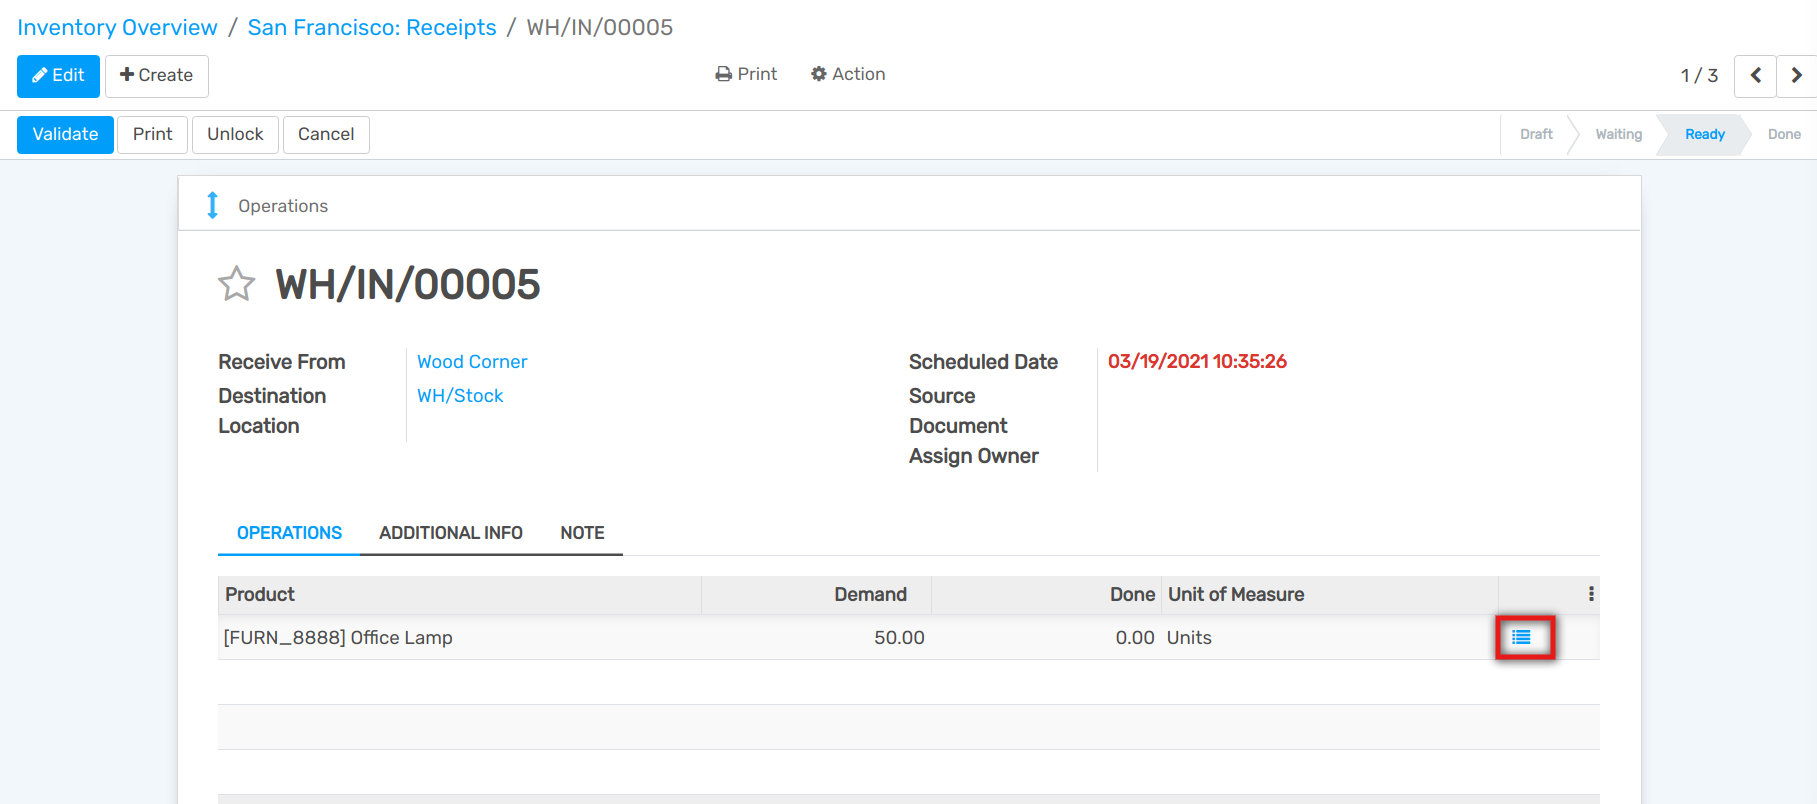 Inventory Overview / San Francisco: Receipts / WH/IN/00005
Edit Create Print Action 1 / 3
Validate Print Unlock Cancel Draft Waiting Ready Done
Operations
WH/IN/00005
Receive From Wood Corner Scheduled Date 03/19/2021 10:35:26
Destination WH/Stock Source
Location Document
Assign Owner
OPERATIONS ADDITIONAL INFO NOTE
Product Demand Done Unit of Measure
[FURN_8888] Office Lamp 50.00 0.00 Units